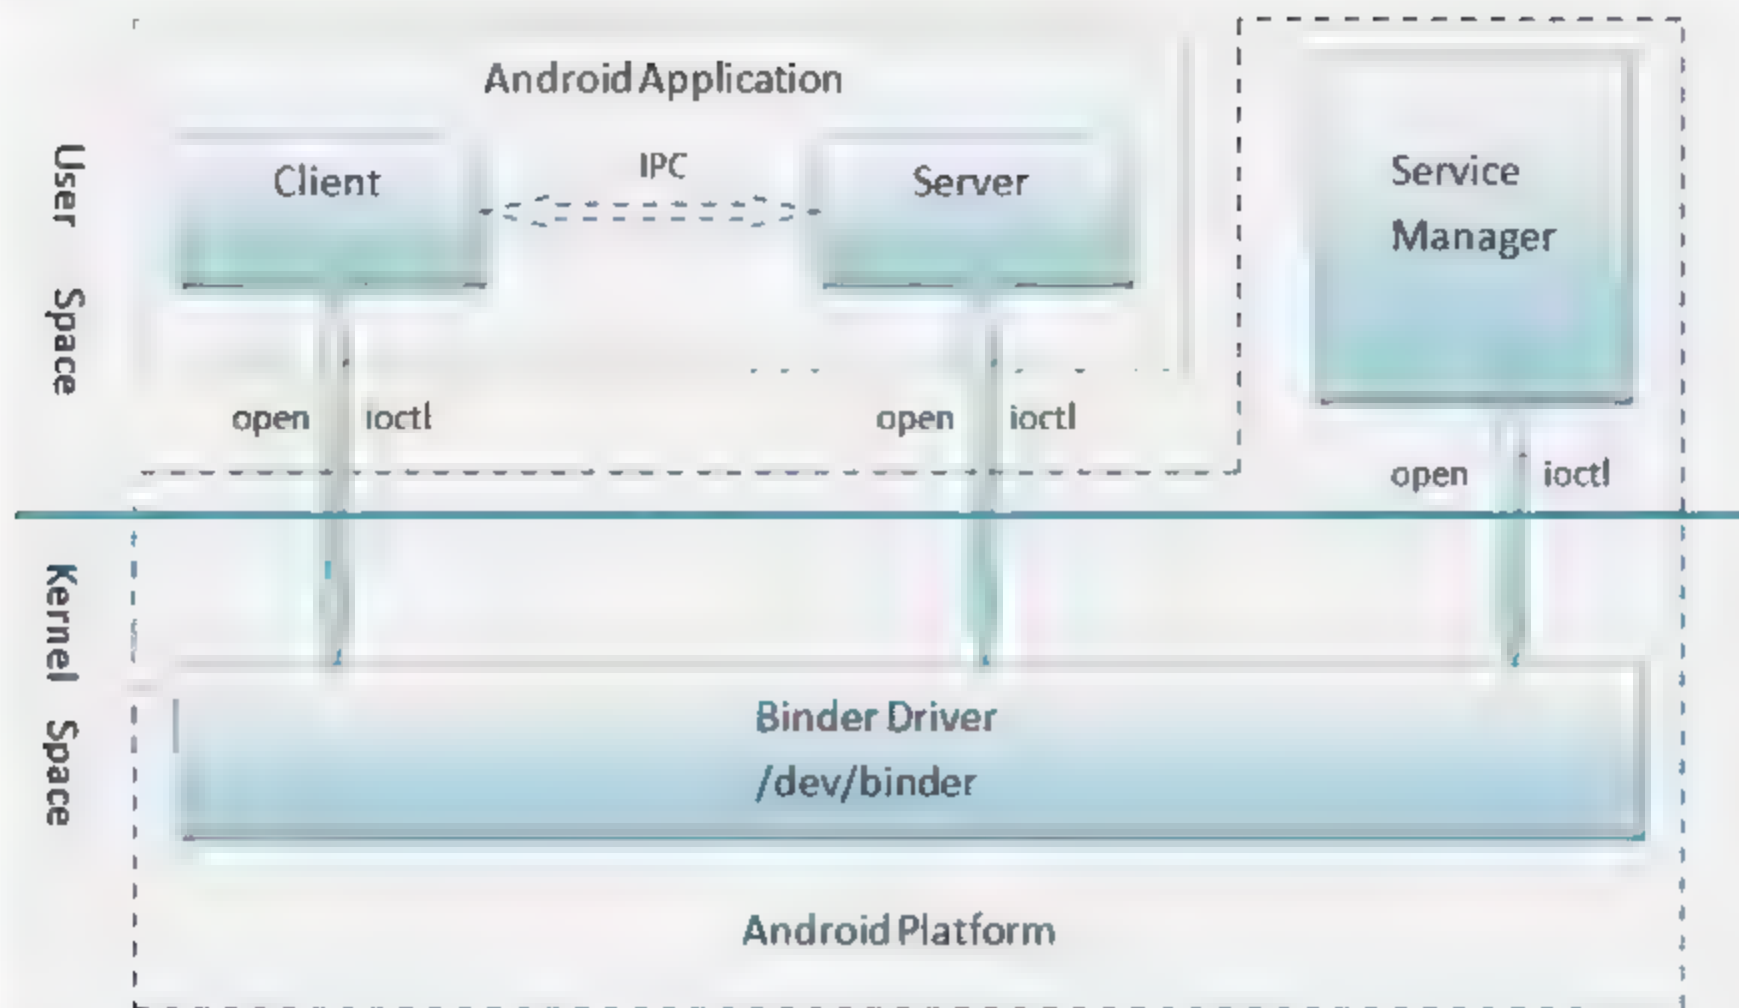 Android Application
User Space
Client
IPC
Server
Service
Manager
open
ioctl
open
ioctl
open
ioctl
Kernel Space
Binder Driver
/dev/binder
Android Platform